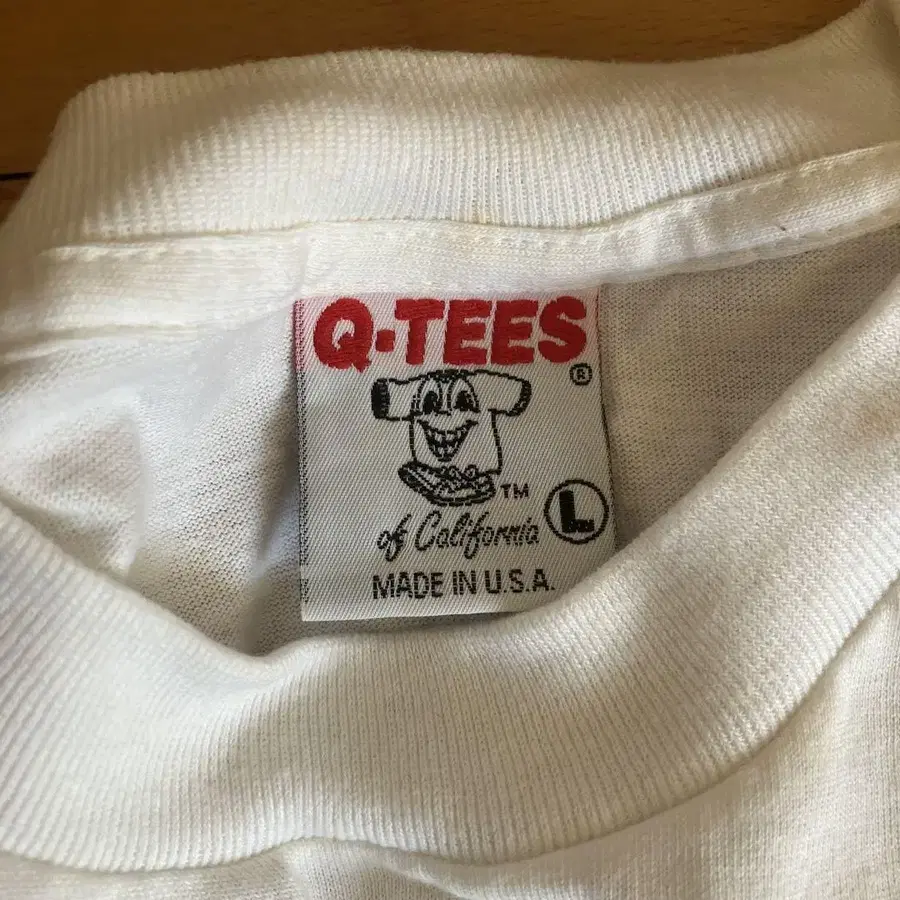 Q-TEES
®
TM
of California L
MADE IN U.S.A.